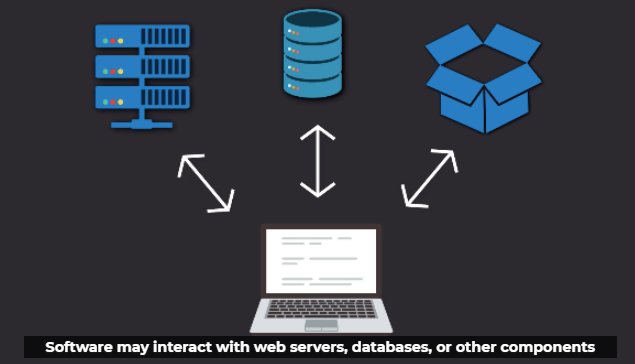 Software may interact with web servers, databases, or other components